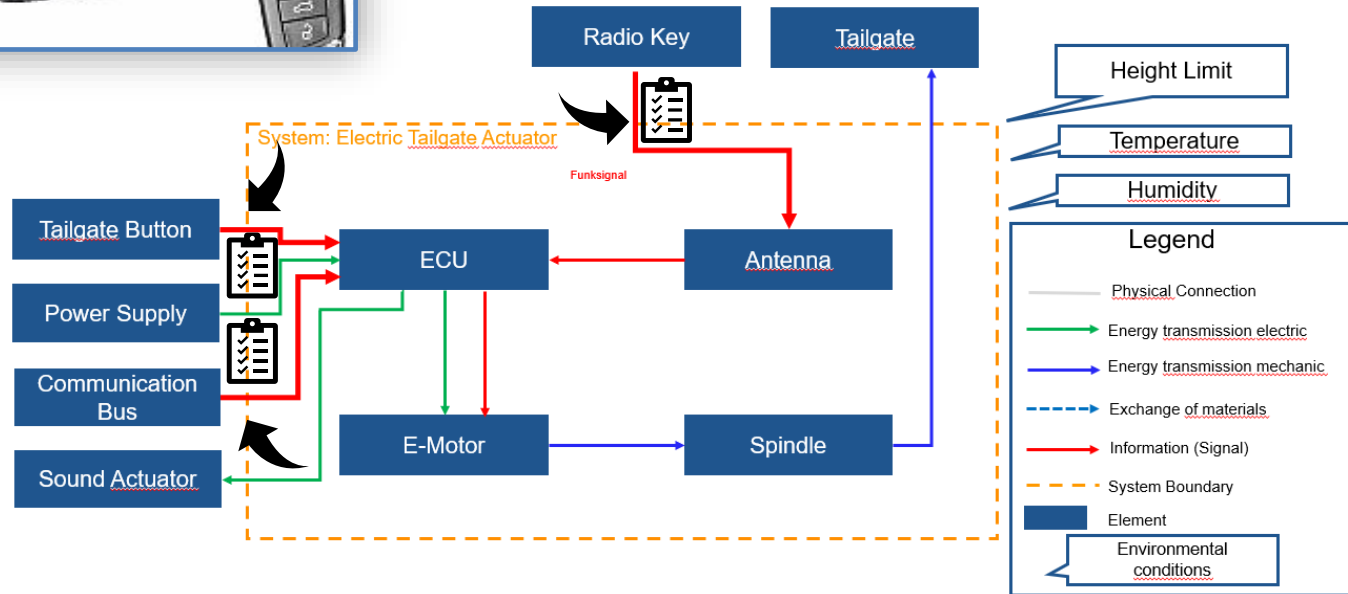 2
Radio Key
Tailgate
Height Limit
System: Electric Tailgate Actuator
Temperature
Funksignal
Humidity
Tailgate Button
ECU
Antenna
Power Supply
Communication
Bus
E-Motor
Spindle
Sound Actuator
Legend
Physical Connection
Energy transmission electric
Energy transmission mechanic
Exchange of materials
Information (Signal)
System Boundary
Element
Environmental
conditions